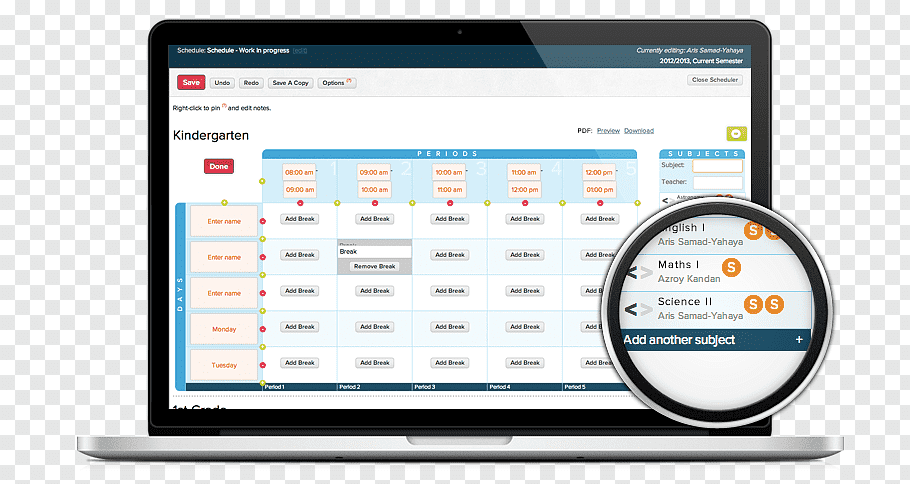 Schedule: Schedule - Work In progress (edit)
Currently editing: Aris Samad-Yahaya
2012/2013, Current Semester
Save Undo Redo Save A Copy Options Close Scheduler
Right-click to pin and edit notes.
Kindergarten
PDF: Preview Download
Done
PERIODS
1 2 3 4 5
08:00 am 09:00 am 10:00 am 11:00 am 12:00 pm
09:00 am 10:00 am 11:00 am 12:00 pm 01:00 pm
SUBJECTS
Subject:
Teacher:
DAYS
Enter name Add Break Add Break Add Break Add Break Add Break
Enter name Add Break Break Add Break Add Break Add Break
Remove Break
Enter name Add Break Add Break Add Break Add Break Add Break
Monday Add Break Add Break Add Break Add Break Add Break
Tuesday Add Break Add Break Add Break Add Break Add Break
Period 1 Period 2 Period 3 Period 4 Period 5
1st Grade
English I
Aris Samad-Yahaya
S S
Maths I
Azroy Kandan
S
Science II
Aris Samad-Yahaya
S S
Add another subject +